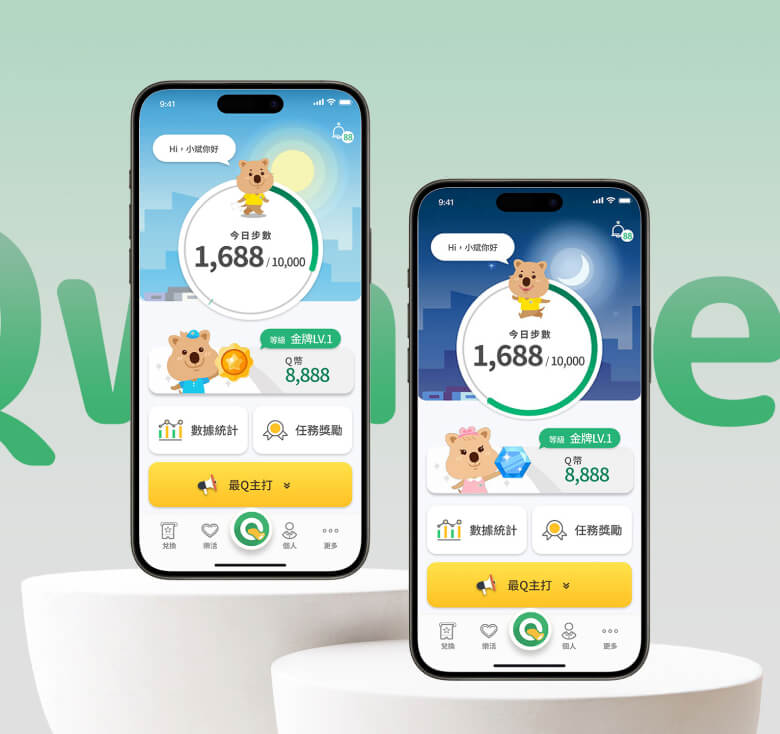 9:41
88
Hi，小斌你好
今日步數
1,688 / 10,000
等級 金牌LV.1
Q幣
8,888
數據統計
任務獎勵
最Q主打
兌換
樂活
Q
個人
更多
9:41
88
Hi，小斌你好
今日步數
1,688 / 10,000
等級 金牌LV.1
Q幣
8,888
數據統計
任務獎勵
最Q主打
兌換
樂活
Q
個人
更多